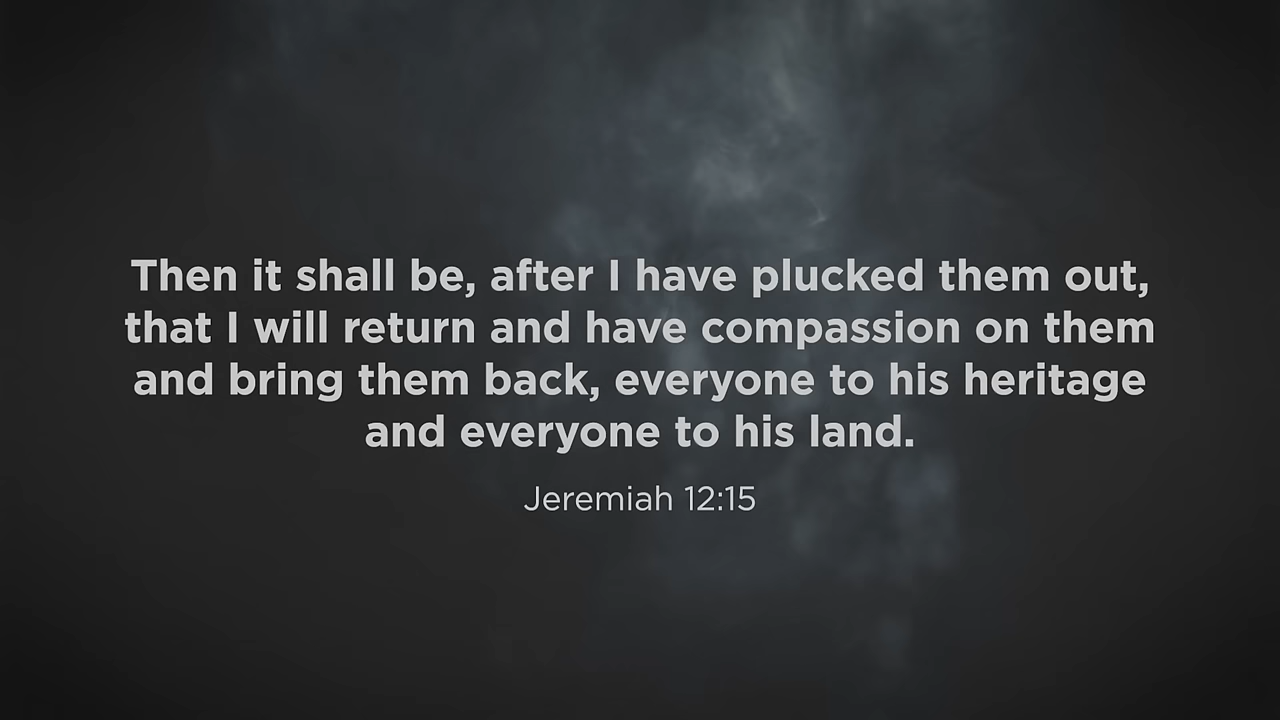 Then it shall be, after I have plucked them out,
that I will return and have compassion on them
and bring them back, everyone to his heritage
and everyone to his land.
Jeremiah 12:15